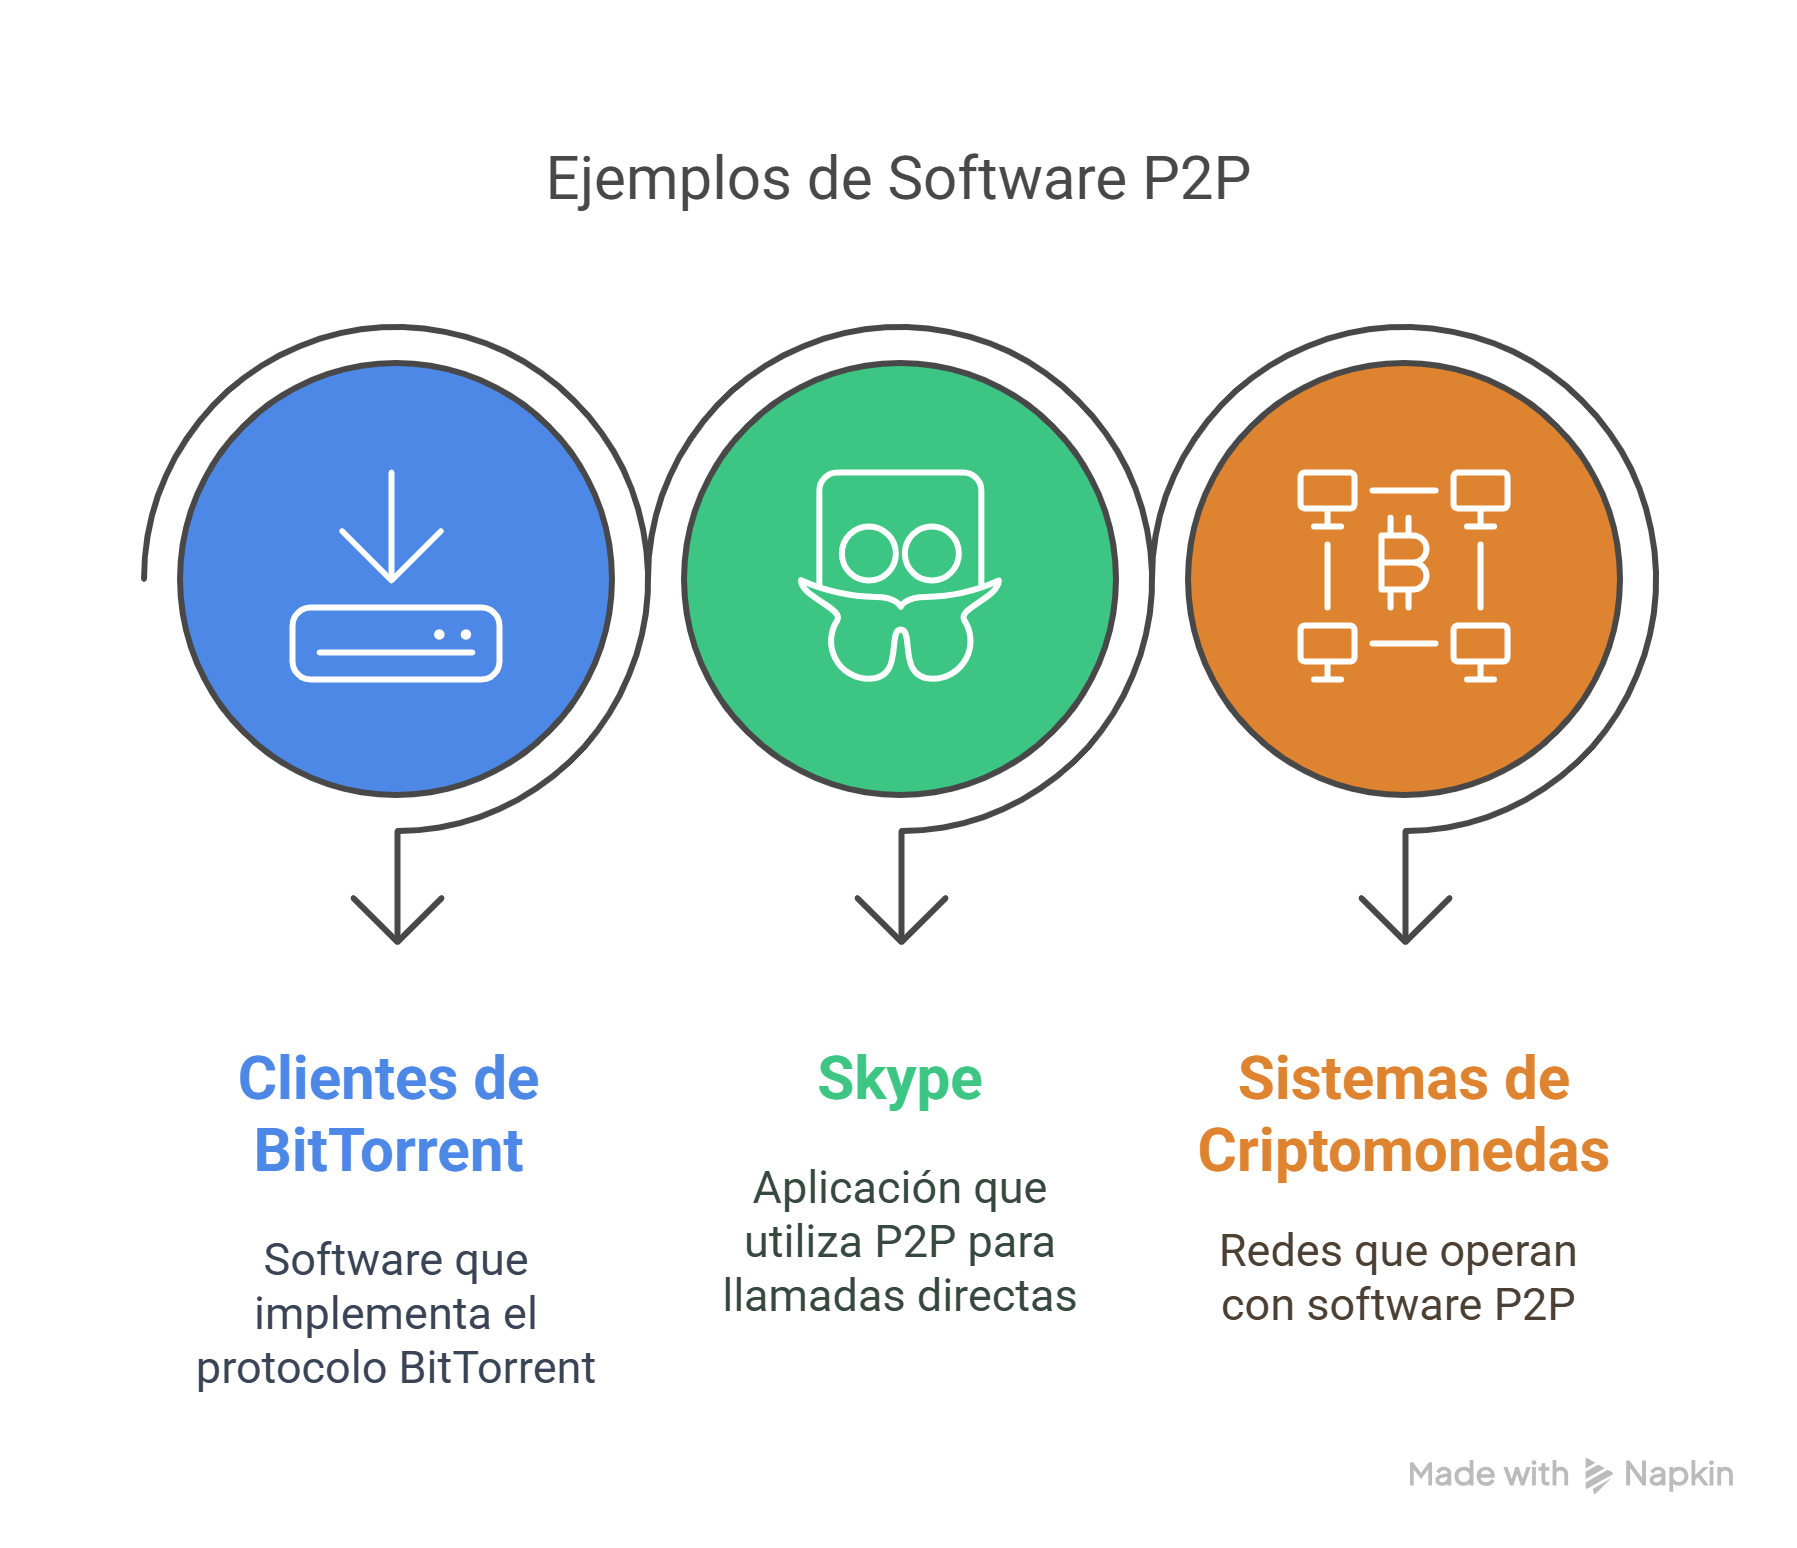 Ejemplos de Software P2P
Clientes de
BitTorrent
Software que
implementa el
protocolo BitTorrent
Skype
Aplicación que
utiliza P2P para
llamadas directas
Sistemas de
Criptomonedas
Redes que operan
con software P2P
Made with Napkin